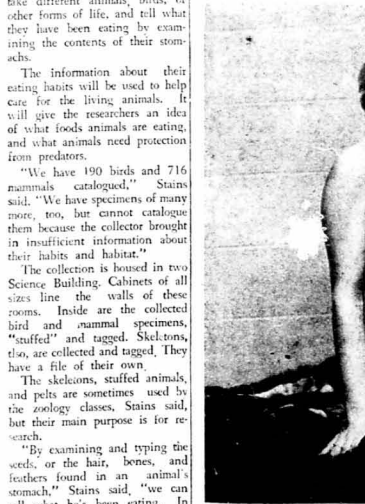 take different animals, birds, or
other forms of life, and tell what
they have been eating by exam-
ining the contents of their stom-
achs.
The information about their
eating habits will be used to help
care for the living animals. It
will give the researchers an idea
of what foods animals are eating,
and what animals need protection
from predators.
"We have 190 birds and 716
mammals catalogued," Stains
said. "We have specimens of many
more, too, but cannot catalogue
them because the collector brought
in insufficient information about
their habits and habitat."
The collection is housed in two
Science Building. Cabinets of all
sizes line the walls of these
rooms. Inside are the collected
bird and mammal specimens,
"stuffed" and tagged. Skeletons,
also, are collected and tagged. They
have a file of their own.
The skeletons, stuffed animals,
and pelts are sometimes used by
the zoology classes, Stains said,
but their main purpose is for re-
search.
"By examining and typing the
seeds, or the hair, bones, and
feathers found in an animal's
stomach," Stains said, "we can
tell what he's been eating. In